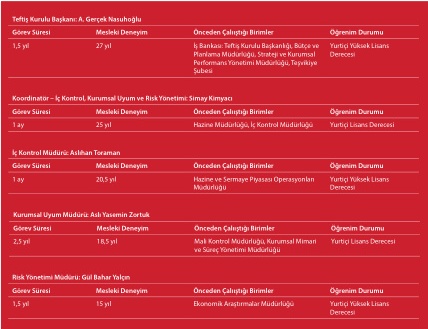 Teftiş Kurulu Başkanı: A. Gerçek Nasuhoğlu
Görev Süresi Mesleki Deneyim Önceden Çalıştığı Birimler Öğrenim Durumu
1,5 yıl 27 yıl İş Bankası: Teftiş Kurulu Başkanlığı, Bütçe ve Yurtiçi Yüksek Lisans
Planlama Müdürlüğü, Strateji ve Kurumsal Derecesi
Performans Yönetimi Müdürlüğü, Teşvikiye
Şubesi
Koordinatör – İç Kontrol, Kurumsal Uyum ve Risk Yönetimi: Simay Kimyacı
Görev Süresi Mesleki Deneyim Önceden Çalıştığı Birimler Öğrenim Durumu
1 ay 25 yıl Hazine Müdürlüğü, İç Kontrol Müdürlüğü Yurtiçi Lisans Derecesi
İç Kontrol Müdürü: Aslıhan Toraman
Görev Süresi Mesleki Deneyim Önceden Çalıştığı Birimler Öğrenim Durumu
1 ay 20,5 yıl Hazine ve Sermaye Piyasası Operasyonları Yurtiçi Yüksek Lisans
Müdürlüğü Derecesi
Kurumsal Uyum Müdürü: Aslı Yasemin Zortuk
Görev Süresi Mesleki Deneyim Önceden Çalıştığı Birimler Öğrenim Durumu
2,5 yıl 18,5 yıl Mali Kontrol Müdürlüğü, Kurumsal Mimari Yurtiçi Lisans Derecesi
ve Süreç Yönetimi Müdürlüğü
Risk Yönetimi Müdürü: Gül Bahar Yalçın
Görev Süresi Mesleki Deneyim Önceden Çalıştığı Birimler Öğrenim Durumu
1,5 yıl 15 yıl Ekonomik Araştırmalar Müdürlüğü Yurtiçi Yüksek Lisans
Derecesi